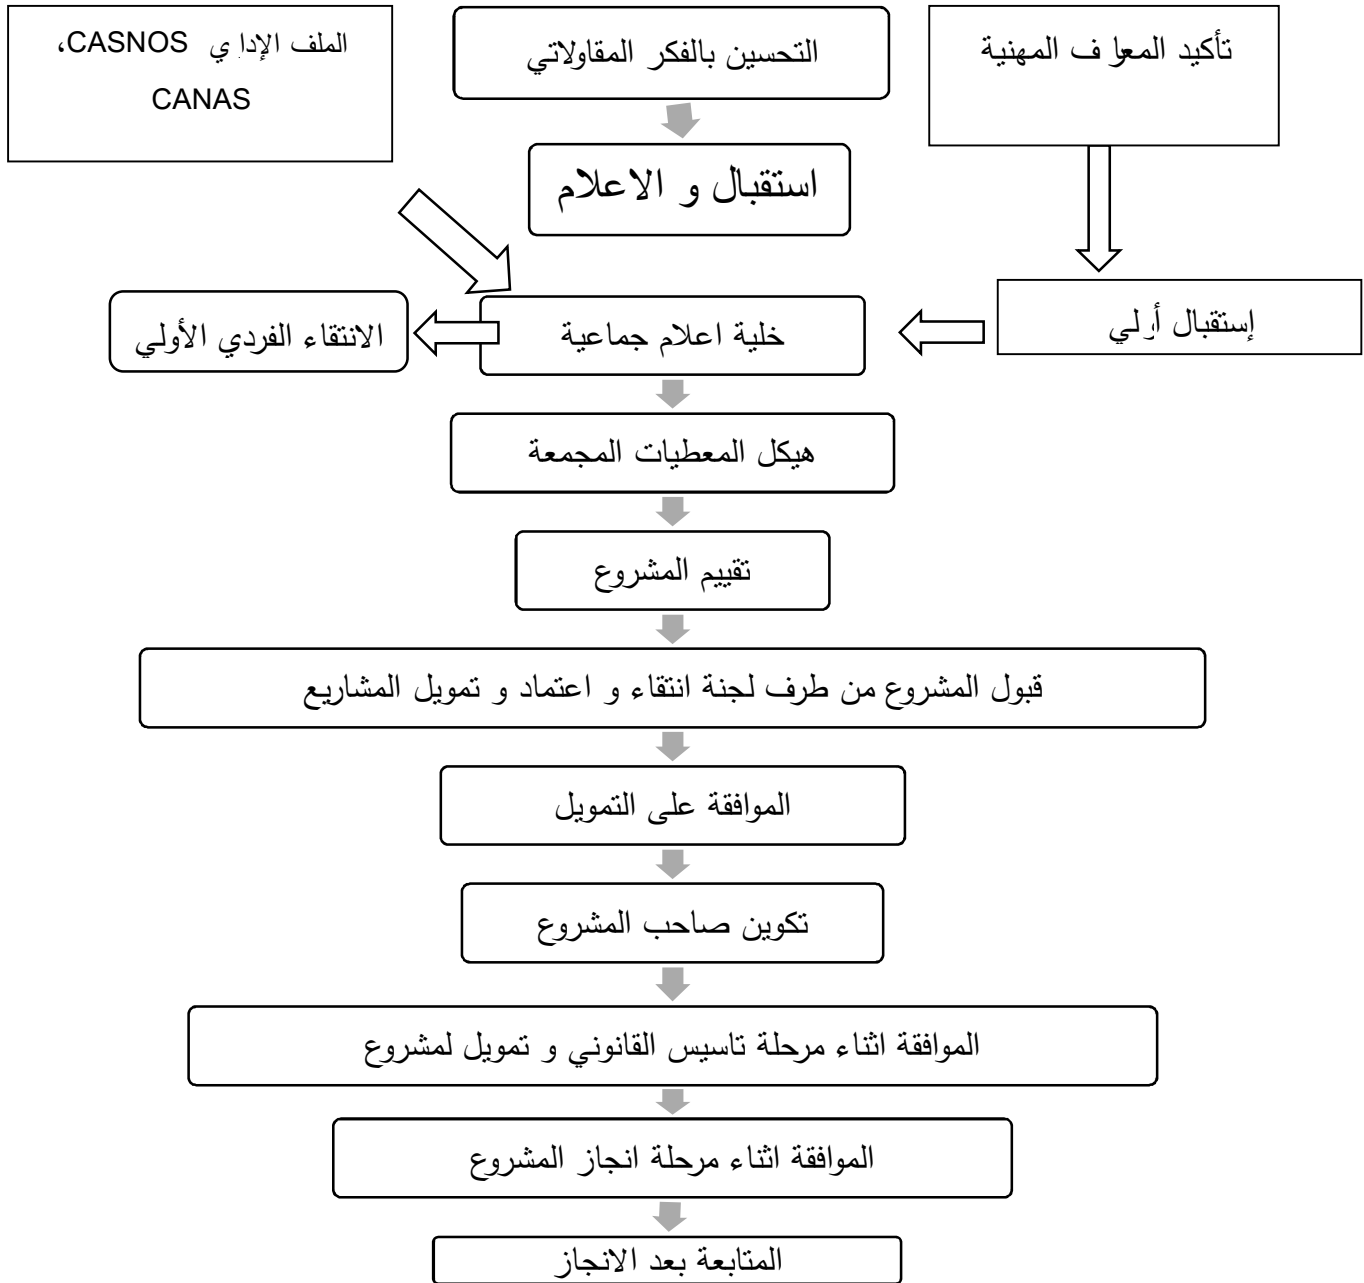 تأكيد المعارف المهنية
التحسين بالفكر المقاولاتي
الملف الإداري CASNOS،
CANAS
استقبال و الاعلام
إستقبال أولي
خلية اعلام جماعية
الانتقاء الفردي الأولي
هيكل المعطيات المجمعة
تقييم المشروع
قبول المشروع من طرف لجنة انتقاء و اعتماد و تمويل المشاريع
الموافقة على التمويل
تكوين صاحب المشروع
الموافقة اثناء مرحلة تاسيس القانوني و تمويل لمشروع
الموافقة اثناء مرحلة انجاز المشروع
المتابعة بعد الانجاز